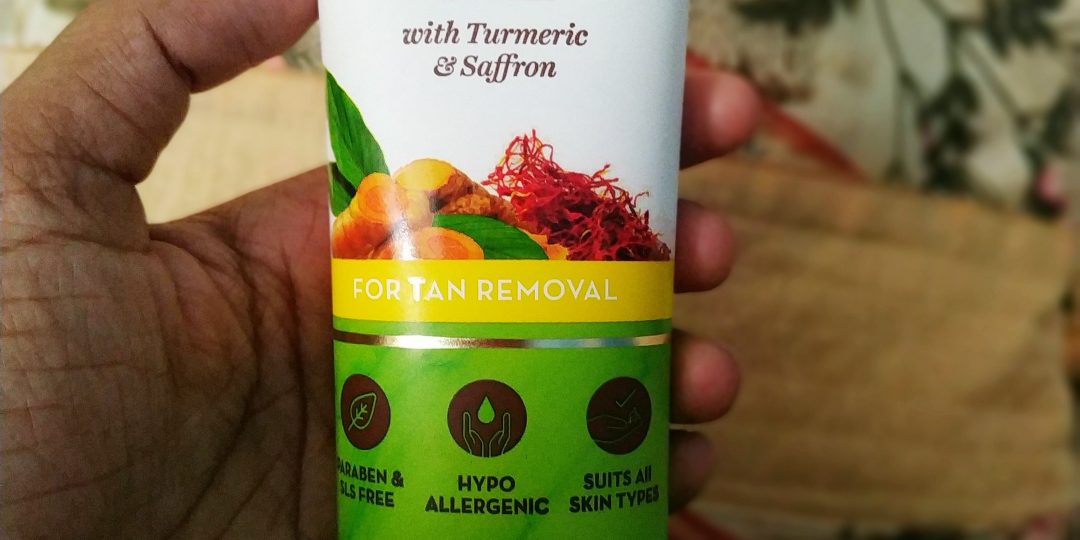 with Turmeric
& Saffron
FOR TAN REMOVAL
PARABEN &
SLS FREE
HYPO
ALLERGENIC
SUITS All
SKIN TYPES